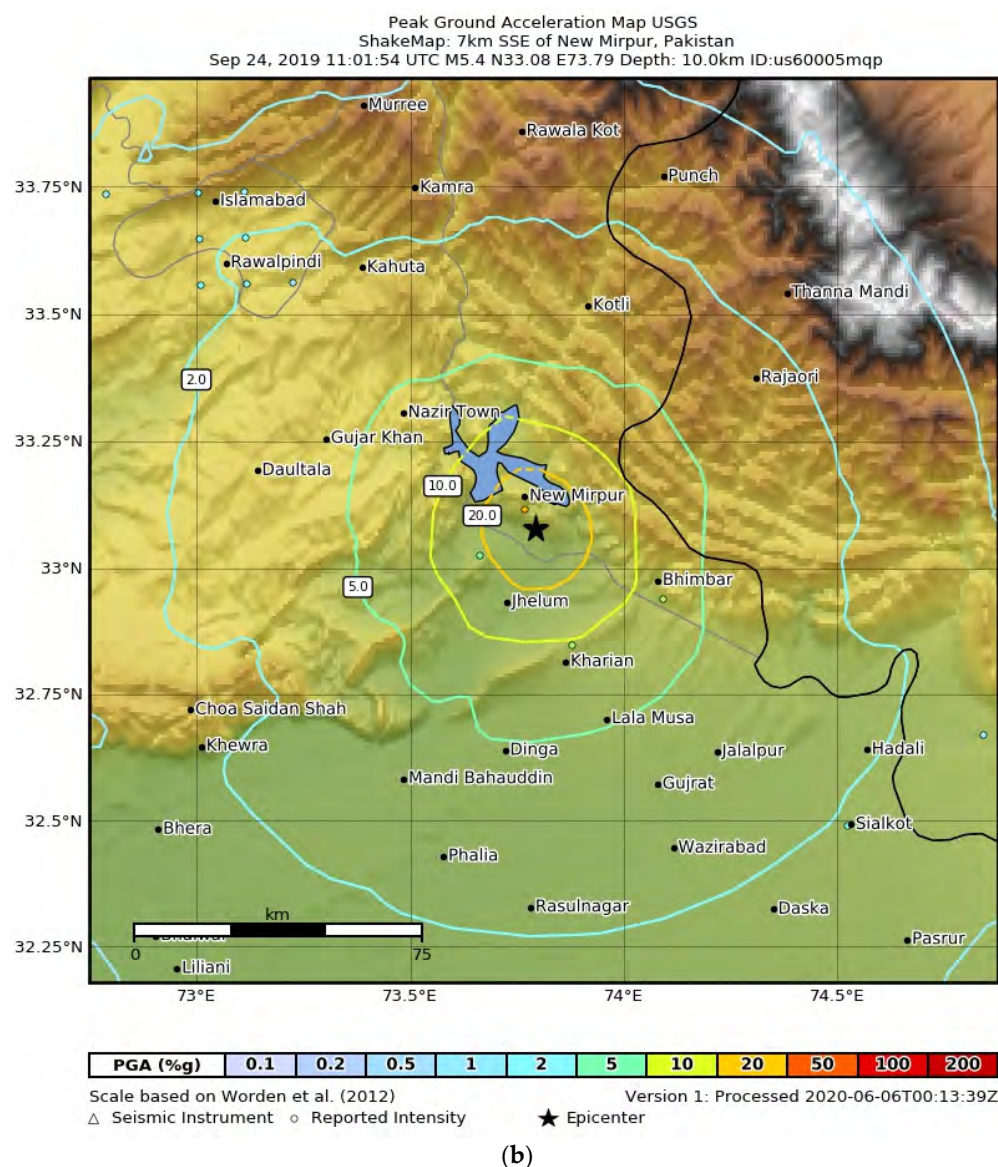 Peak Ground Acceleration Map USGS
ShakeMap: 7km SSE of New Mirpur, Pakistan
Sep 24, 2019 11:01:54 UTC M5.4 N33.08 E73.79 Depth: 10.0km ID:us60005mqp
Murree
Rawala Kot
33.75°N
Kamra
Punch
Islamabad
Rawalpindi
Kahuta
Thanna Mandi
33.5°N
Kotli
2.0
Rajaori
Nazir Town
33.25°N
Gujar Khan
Daultala
10.0
New Mirpur
20.0
33°N
5.0
Bhimbar
Jhelum
Kharian
32.75°N
Choa Saidan Shah
Lala Musa
Khewra
Dinga
Jalalpur
Hadali
Mandi Bahauddin
Gujrat
32.5°N
Bhera
Sialkot
Phalia
Wazirabad
Rasulnagar
Daska
km
32.25°N
0
75
Pasrur
Liliani
73°E
73.5°E
74°E
74.5°E
PGA (%g) 0.1 0.2 0.5 1 2 5 10 20 50 100 200
Scale based on Worden et al. (2012)
Version 1: Processed 2020-06-06T00:13:39Z
△ Seismic Instrument ○ Reported Intensity ★ Epicenter
(b)